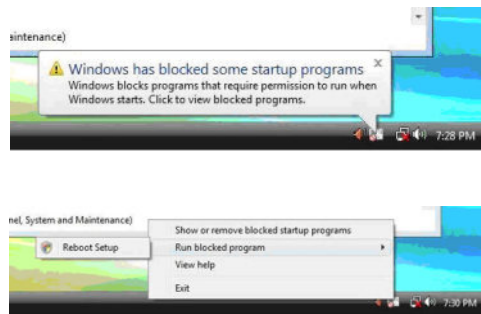 aintenance)
Windows has blocked some startup programs
Windows blocks programs that require permission to run when
Windows starts. Click to view blocked programs.
7:28 PM
nel, System and Maintenance)
Show or remove blocked startup programs
Reboot Setup
Run blocked program
View help
Exit
7:30 PM